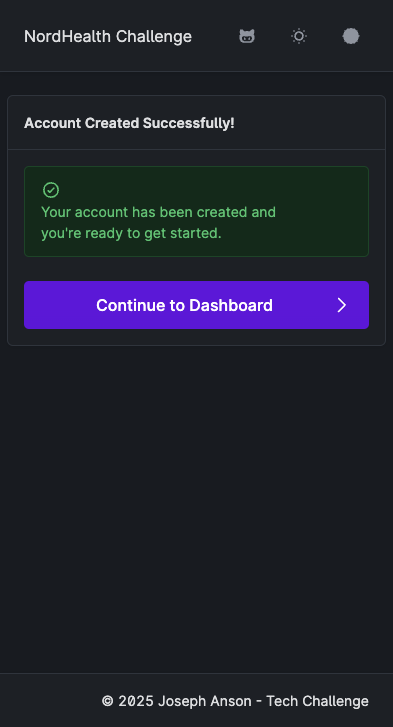 NordHealth Challenge
Account Created Successfully!
Your account has been created and
you're ready to get started.
Continue to Dashboard
© 2025 Joseph Anson - Tech Challenge